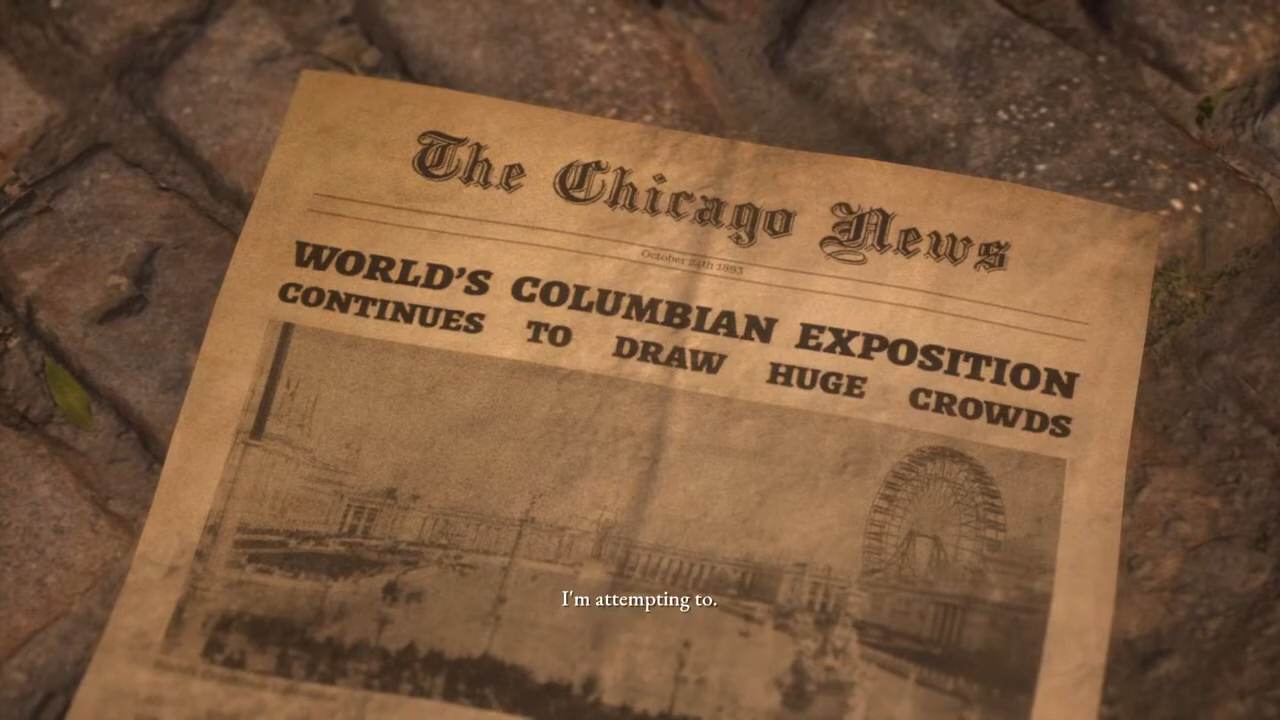 The Chicago News
October 24th 1893
WORLD'S COLUMBIAN EXPOSITION
CONTINUES TO DRAW HUGE CROWDS
I'm attempting to.